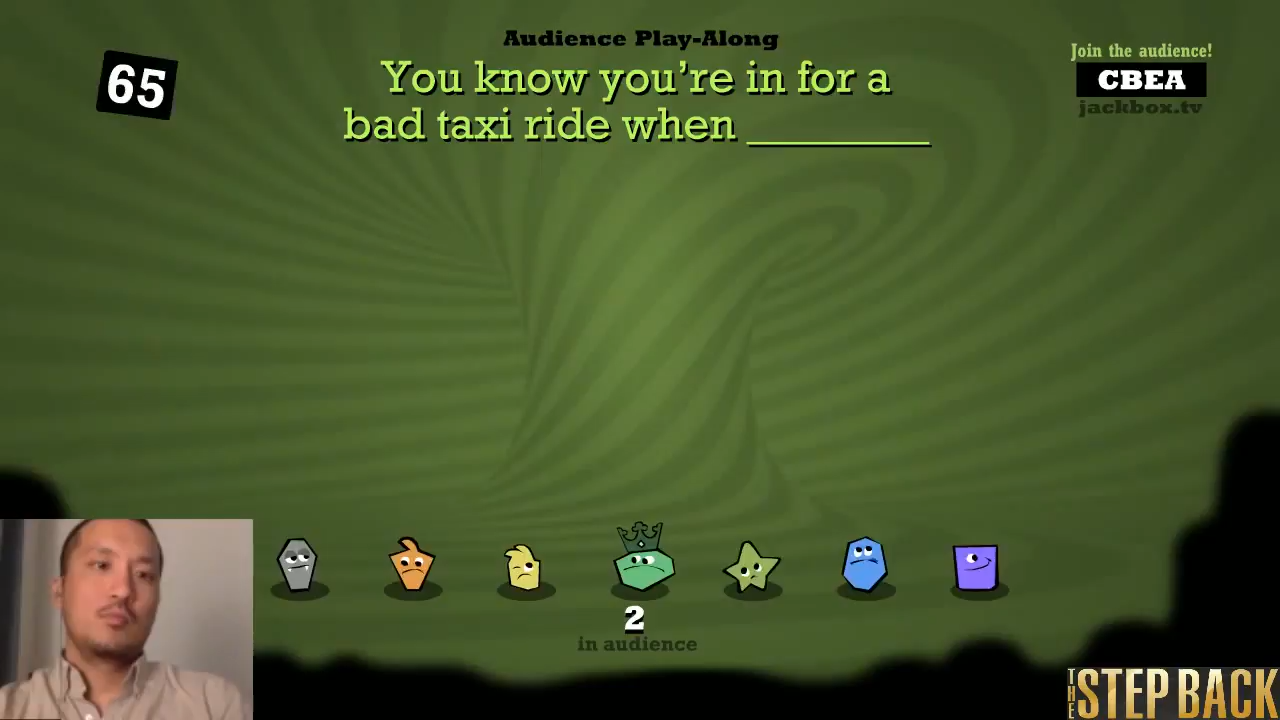 Audience Play-Along
65
You know you're in for a
bad taxi ride when ________
Join the audience!
CBEA
jackbox.tv
2
in audience
THE STEP BACK